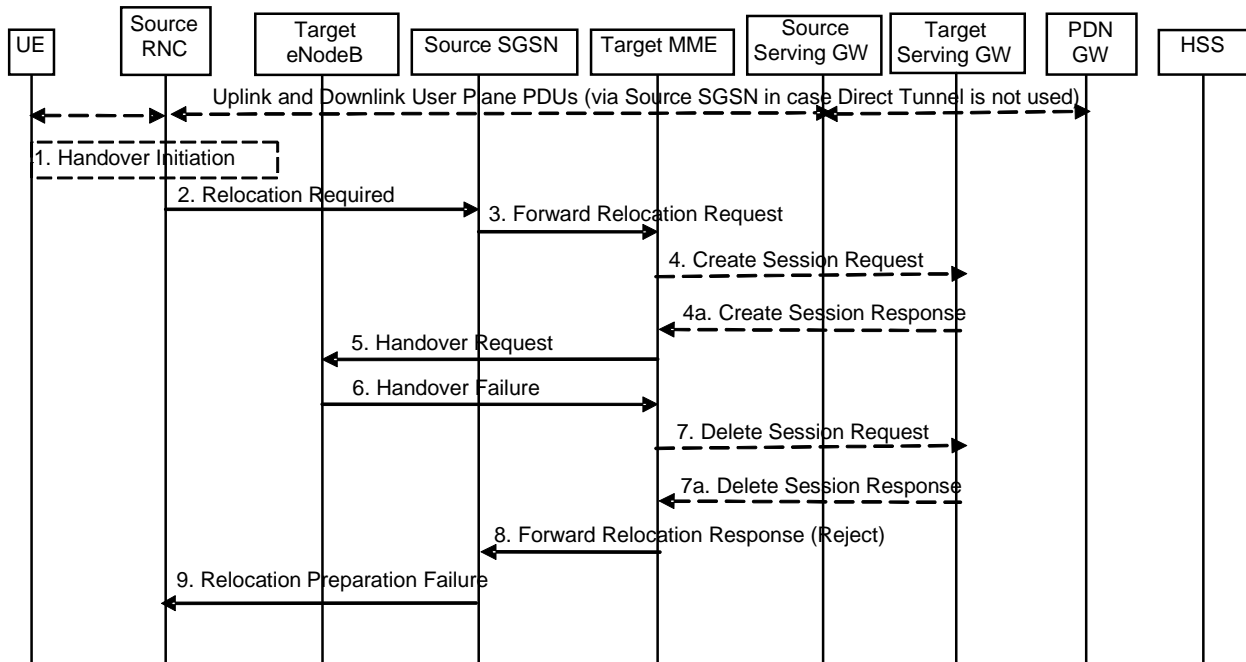 UE
Source
RNC
Target
eNodeB
Source SGSN
Target MME
Source
Serving GW
Target
Serving GW
PDN
GW
HSS
Uplink and Downlink User Plane PDUs (via Source SGSN in case Direct Tunnel is not used)
1. Handover Initiation
2. Relocation Required
3. Forward Relocation Request
4. Create Session Request
4a. Create Session Response
5. Handover Request
6. Handover Failure
7. Delete Session Request
7a. Delete Session Response
8. Forward Relocation Response (Reject)
9. Relocation Preparation Failure